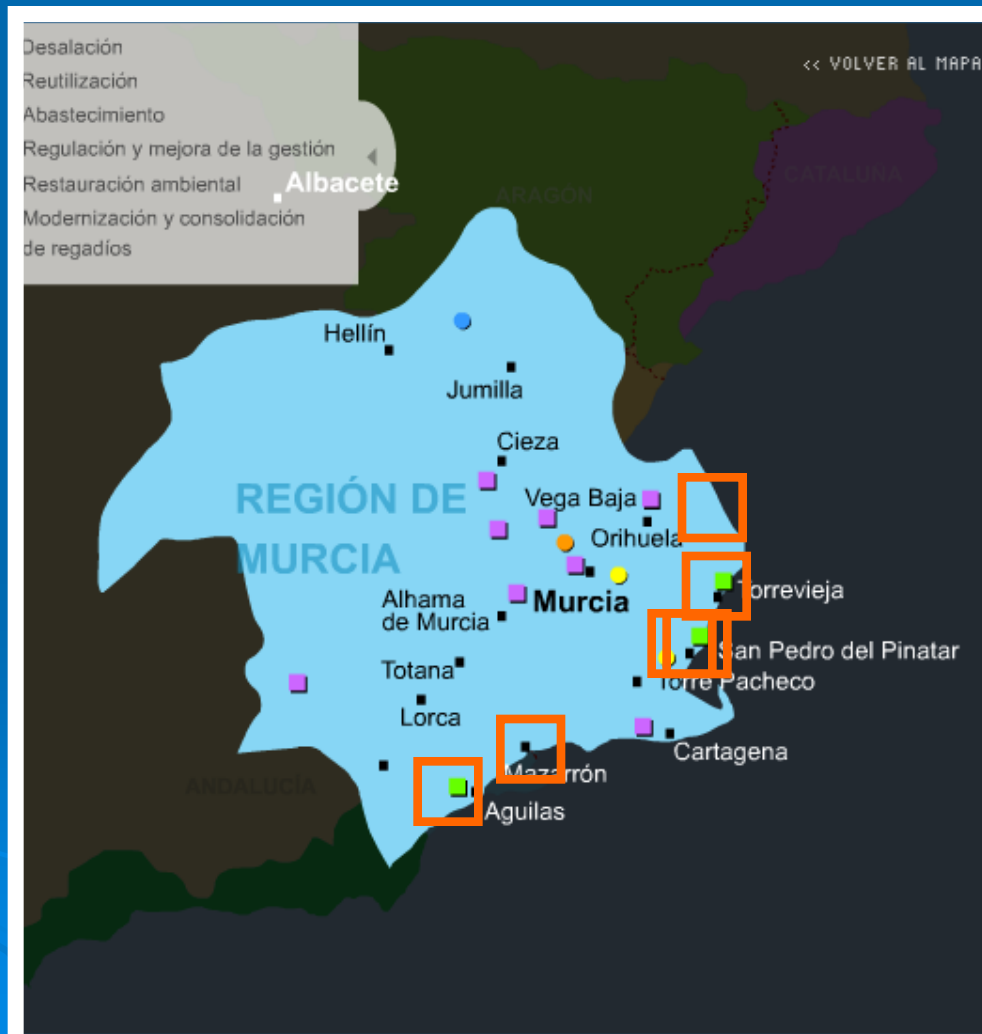 Desalación
<< VOLVER AL MAPA
Reutilización
Abastecimiento
Regulación y mejora de la gestión
Restauración ambiental
Albacete
ARAGÓN
CATALUÑA
Modernización y consolidación
de regadíos
Hellín
Jumilla
Cieza
REGIÓN DE
MURCIA
Vega Baja
Orihuela
Murcia
Torrevieja
Alhama
de Murcia
San Pedro del Pinatar
Totana
Torre Pacheco
Lorca
Cartagena
Mazarrón
ANDALUCÍA
Aguilas